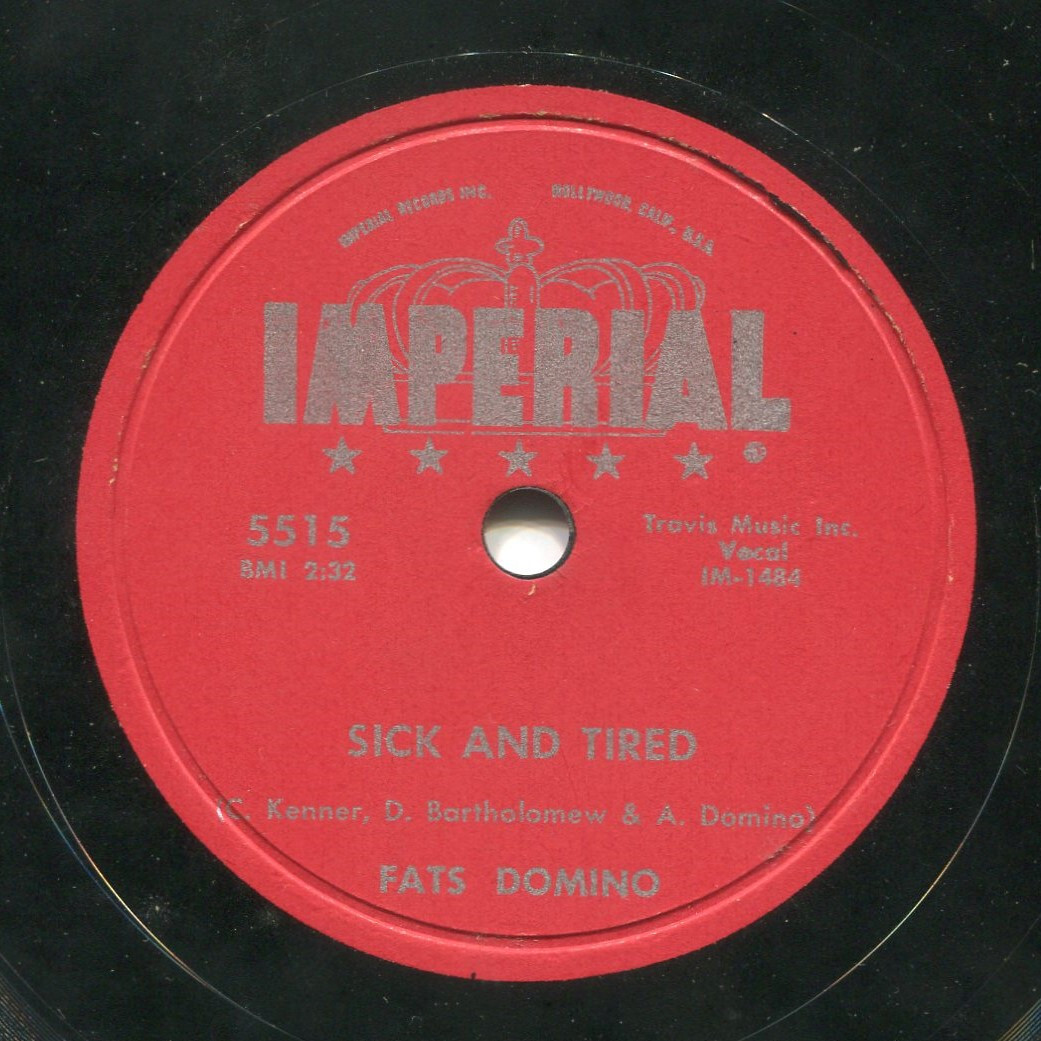 IMPERIAL RECORDS INC. HOLLYWOOD, CALIF., U.S.A.
IMPERIAL
5515
BMI 2:32
Travis Music Inc.
Vocal
IM-1484
SICK AND TIRED
(C. Kenner, D. Bartholomew & A. Domino)
FATS DOMINO